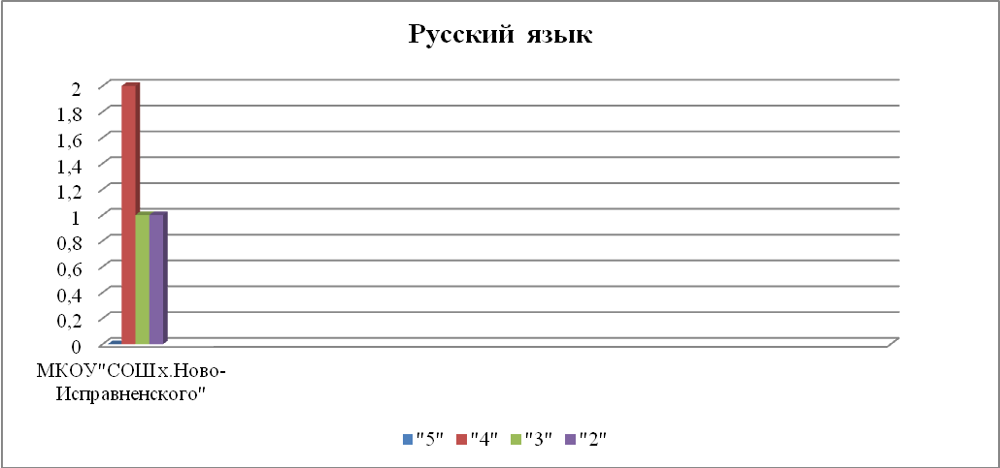 Русский язык
2
1,8
1,6
1,4
1,2
1
0,8
0,6
0,4
0,2
0
МКОУ"СОШ х.Ново-
Исправненского"
"5" "4" "3" "2"